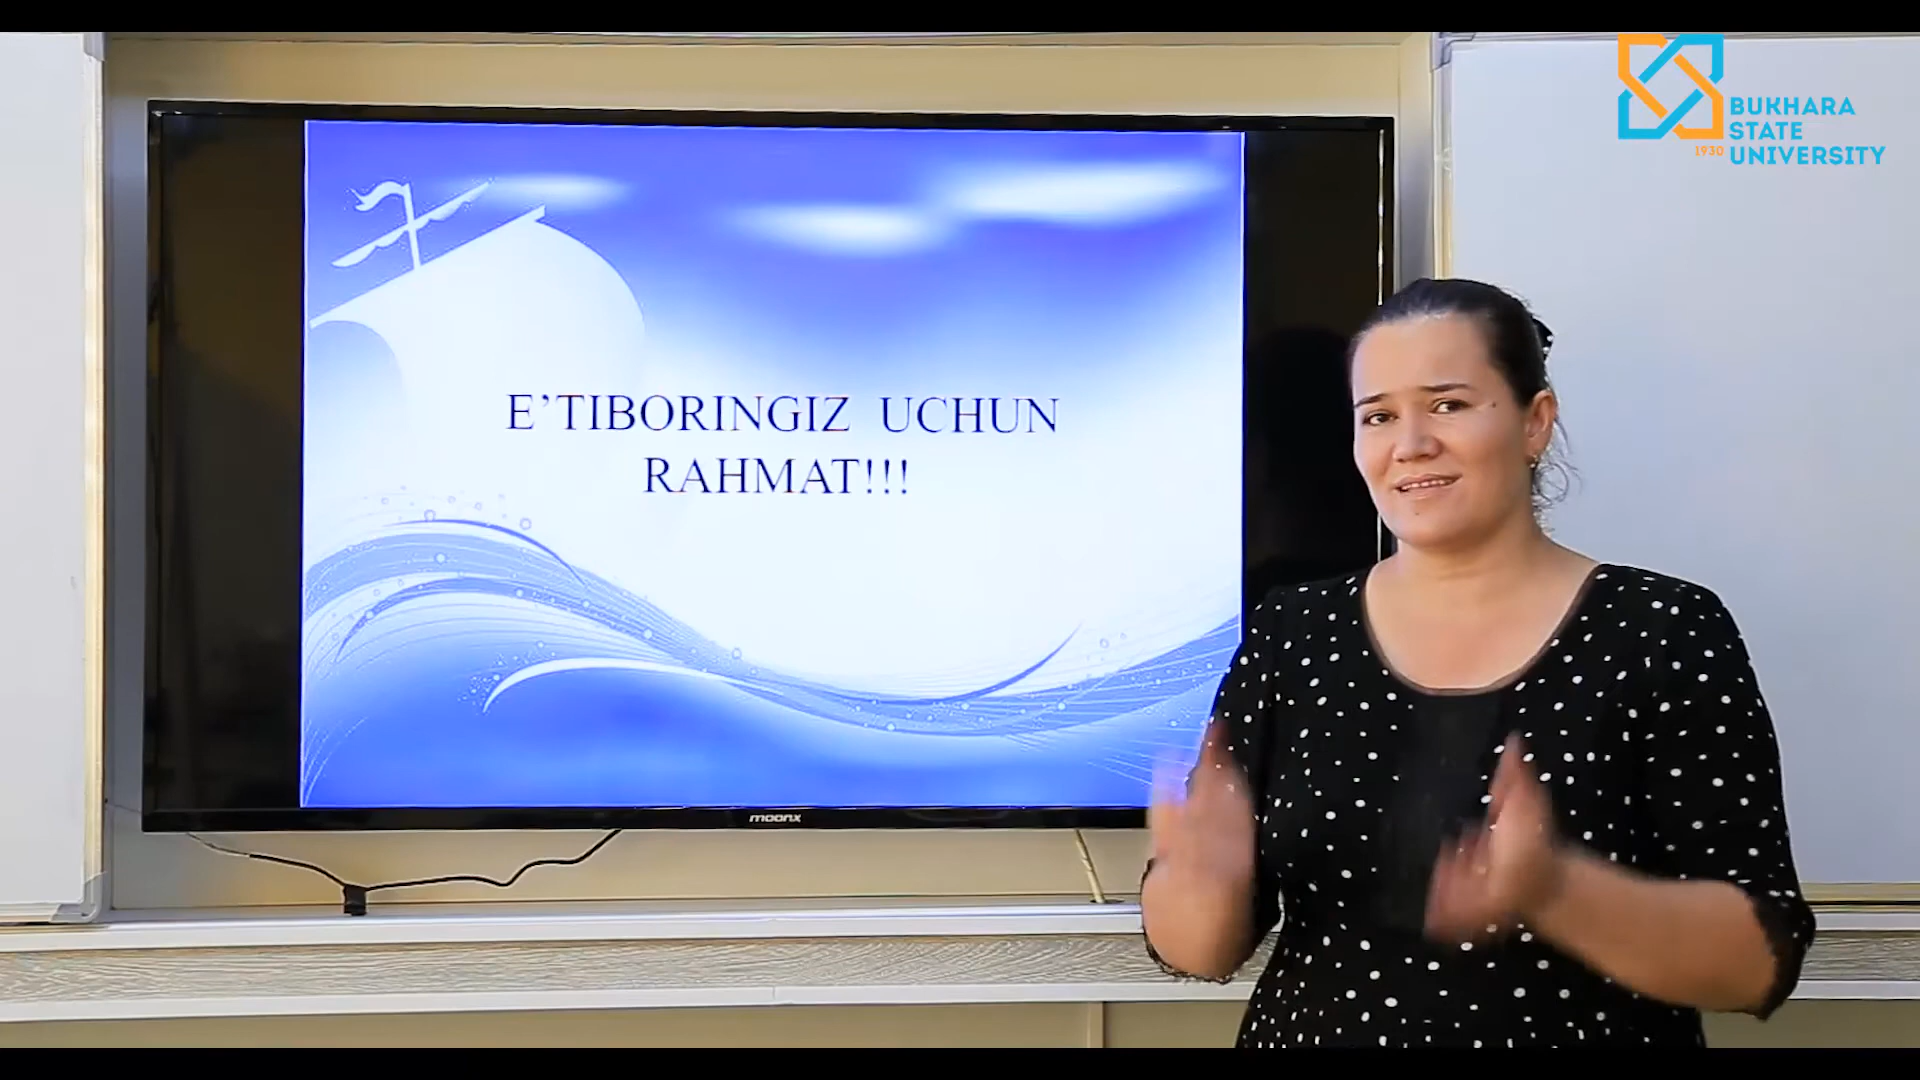 E’TIBORINGIZ UCHUN
RAHMAT!!!
moonx
BUKHARA
STATE
1930 UNIVERSITY